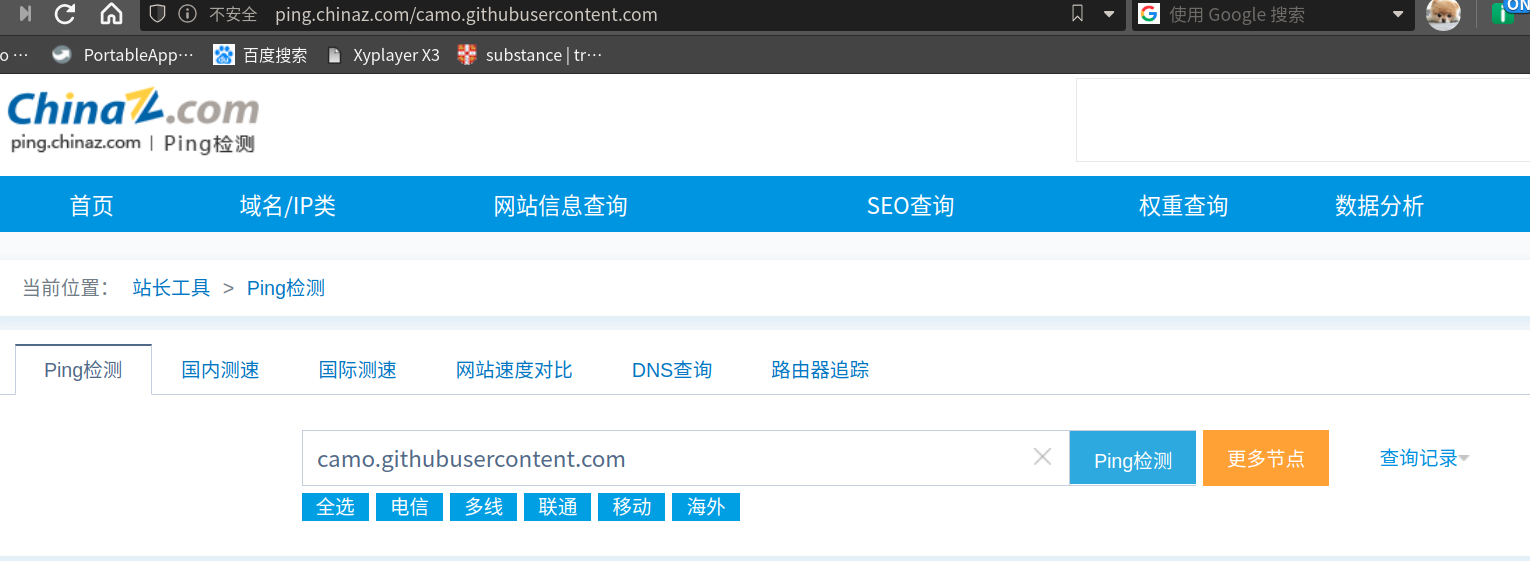 不安全 ping.chinaz.com/camo.githubusercontent.com 使用 Google 搜索 ON
o ··· PortableApp··· 百度搜索 Xyplayer X3 substance | tr···
ChinaZ.com
ping.chinaz.com | Ping检测
首页 域名/IP类 网站信息查询 SEO查询 权重查询 数据分析
当前位置： 站长工具 > Ping检测
Ping检测 国内测速 国际测速 网站速度对比 DNS查询 路由器追踪
camo.githubusercontent.com Ping检测 更多节点 查询记录
全选 电信 多线 联通 移动 海外